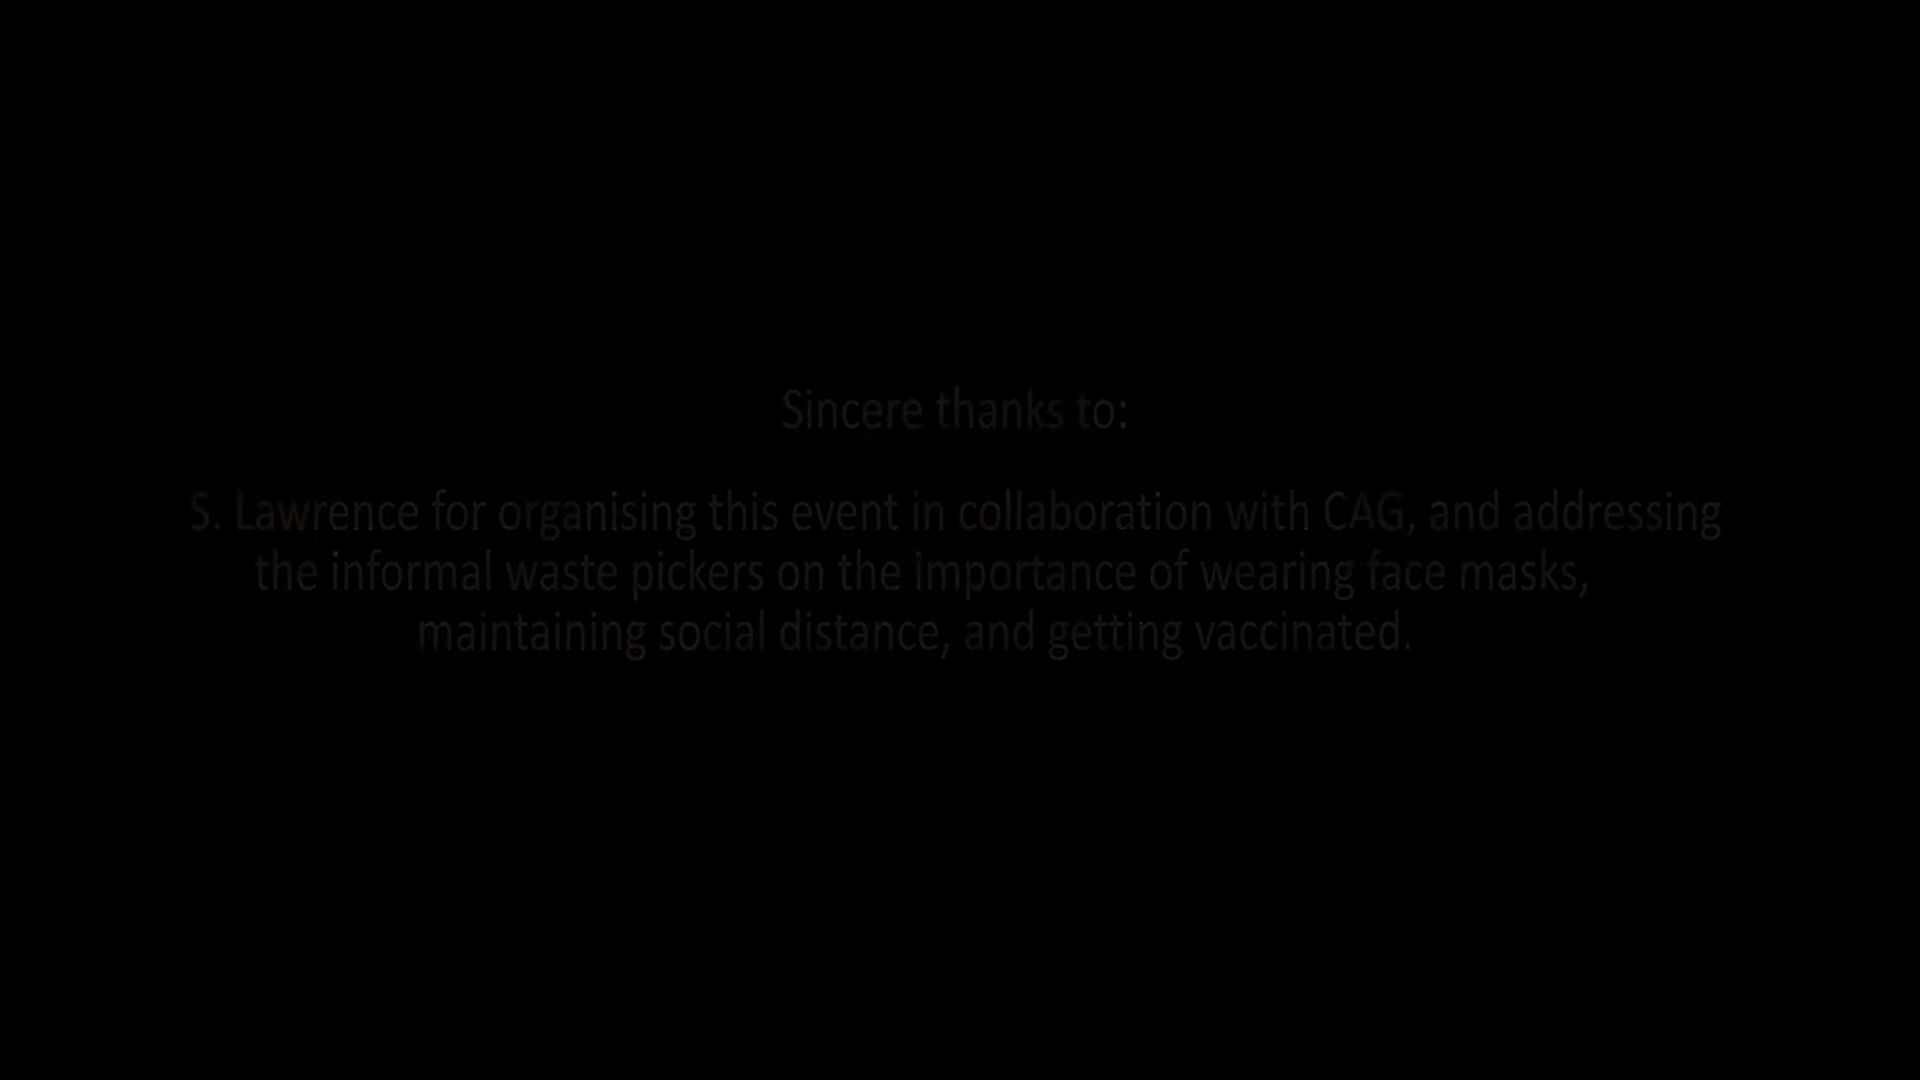 Sincere thanks to:
S. Lawrence for organising this event in collaboration with CAG, and addressing
the informal waste pickers on the importance of wearing face masks,
maintaining social distance, and getting vaccinated.